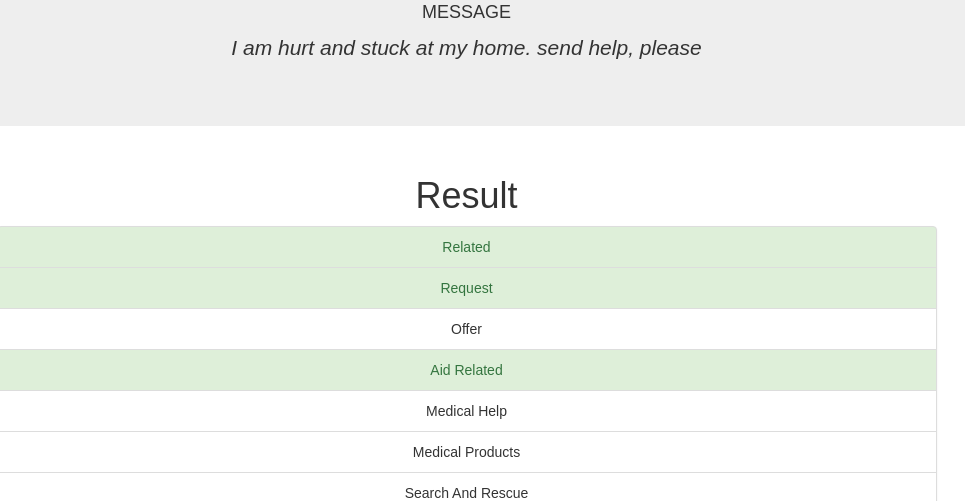 MESSAGE
I am hurt and stuck at my home. send help, please
Result
Related
Request
Offer
Aid Related
Medical Help
Medical Products
Search And Rescue